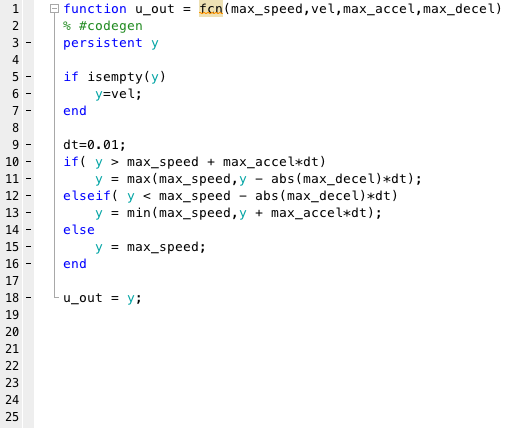 1 function u_out = fcn(max_speed,vel,max_accel,max_decel)
2 % #codegen
3 - persistent y
4
5 - if isempty(y)
6 -     y=vel;
7 - end
8
9 - dt=0.01;
10 - if( y > max_speed + max_accel*dt)
11 -     y = max(max_speed,y - abs(max_decel)*dt);
12 - elseif( y < max_speed - abs(max_decel)*dt)
13 -     y = min(max_speed,y + max_accel*dt);
14 - else
15 -     y = max_speed;
16 - end
17
18 - u_out = y;
19
20
21
22
23
24
25